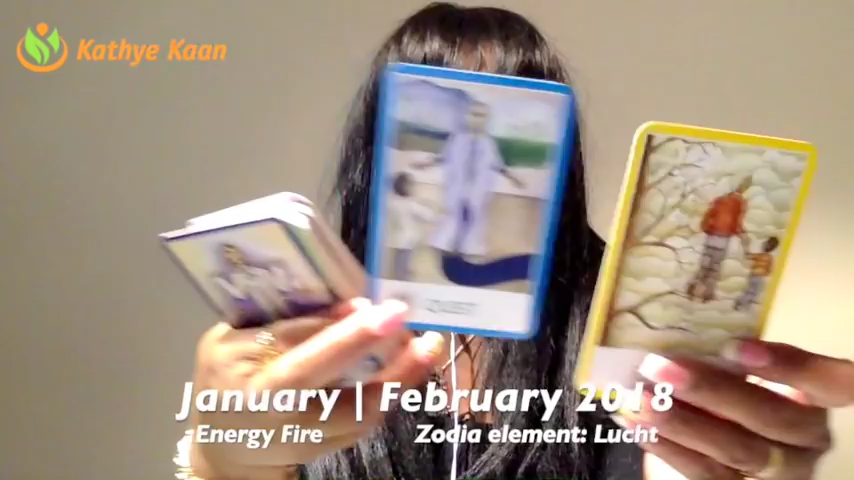 Kathye Kaan
January | February 2018
Energy Fire
Zodia element: Lucht